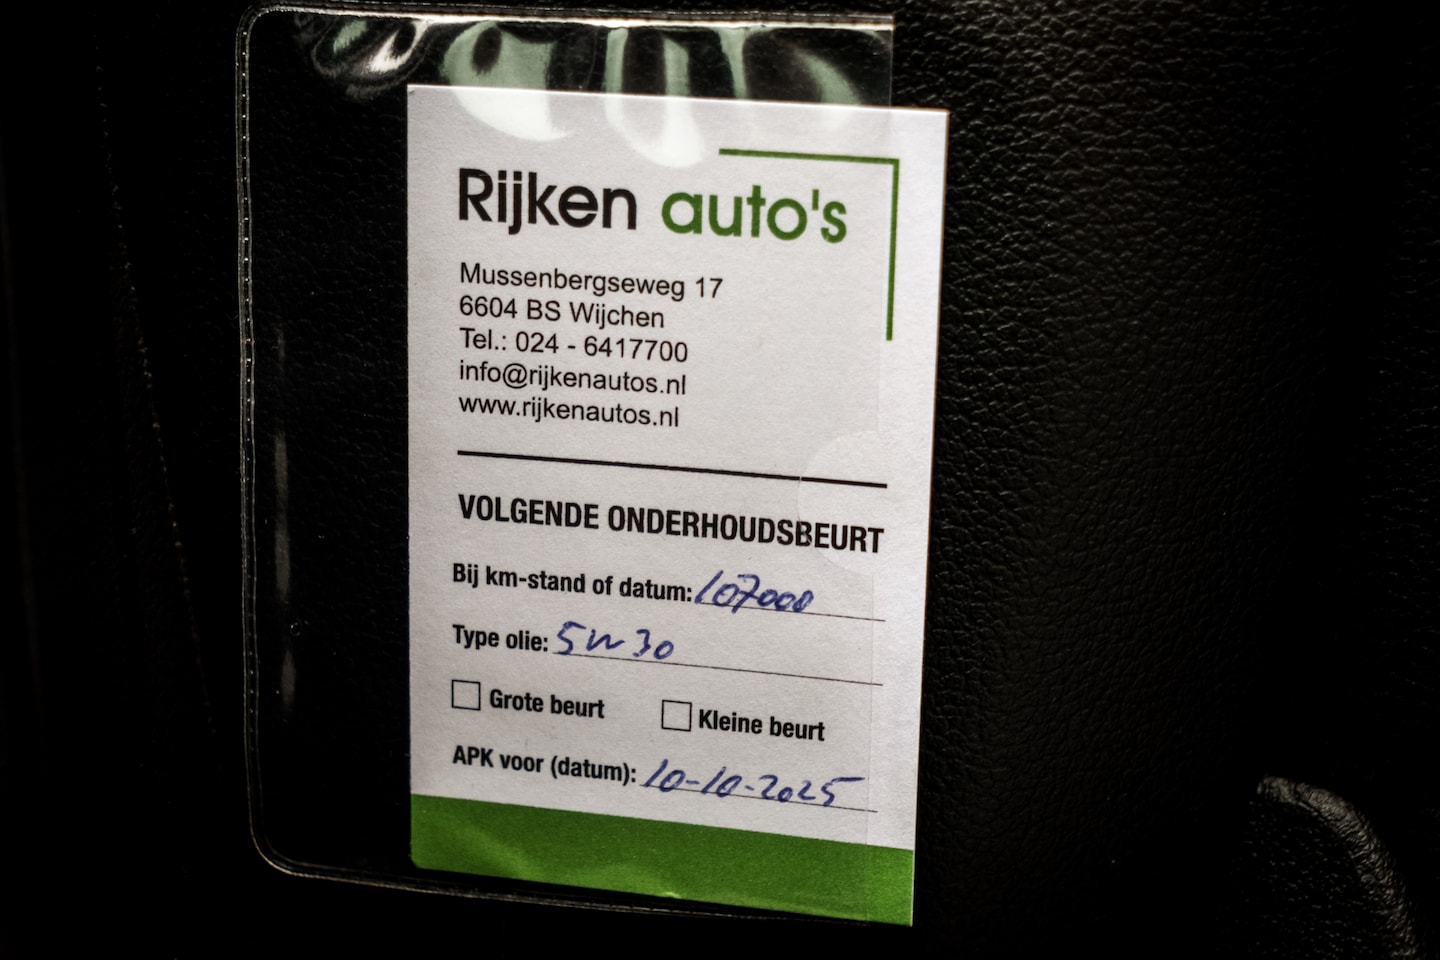 Rijken auto's
Mussenbergseweg 17
6604 BS Wijchen
Tel.: 024 - 6417700
info@rijkenautos.nl
www.rijkenautos.nl
VOLGENDE ONDERHOUDSBEURT
Bij km-stand of datum: 107000
Type olie: 5W30
Grote beurt Kleine beurt
APK voor (datum): 10-10-2025